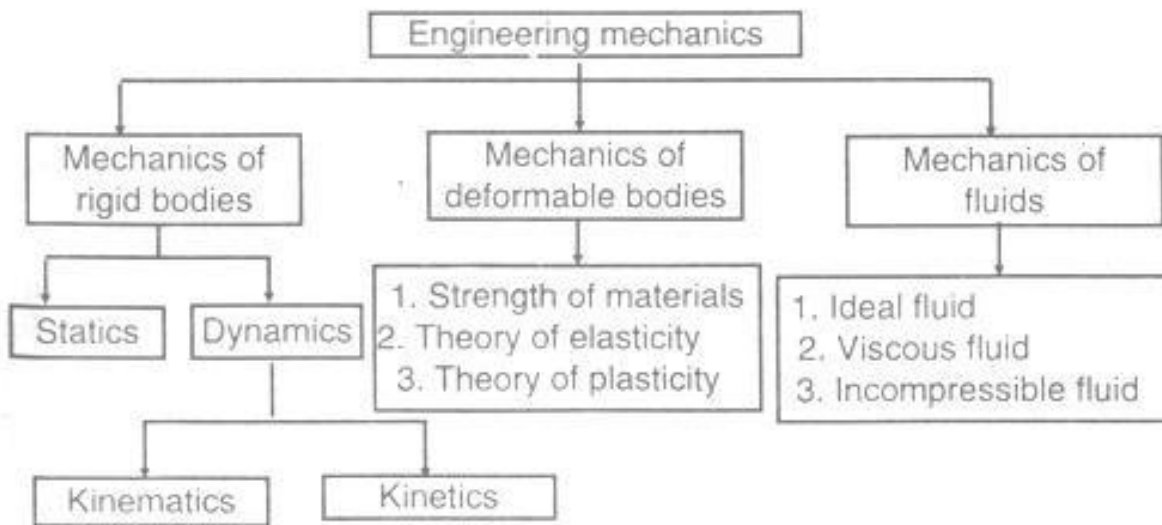 Engineering mechanics
Mechanics of
rigid bodies
Mechanics of
deformable bodies
Mechanics of
fluids
Statics
Dynamics
1. Strength of materials
2. Theory of elasticity
3. Theory of plasticity
1. Ideal fluid
2. Viscous fluid
3. Incompressible fluid
Kinematics
Kinetics